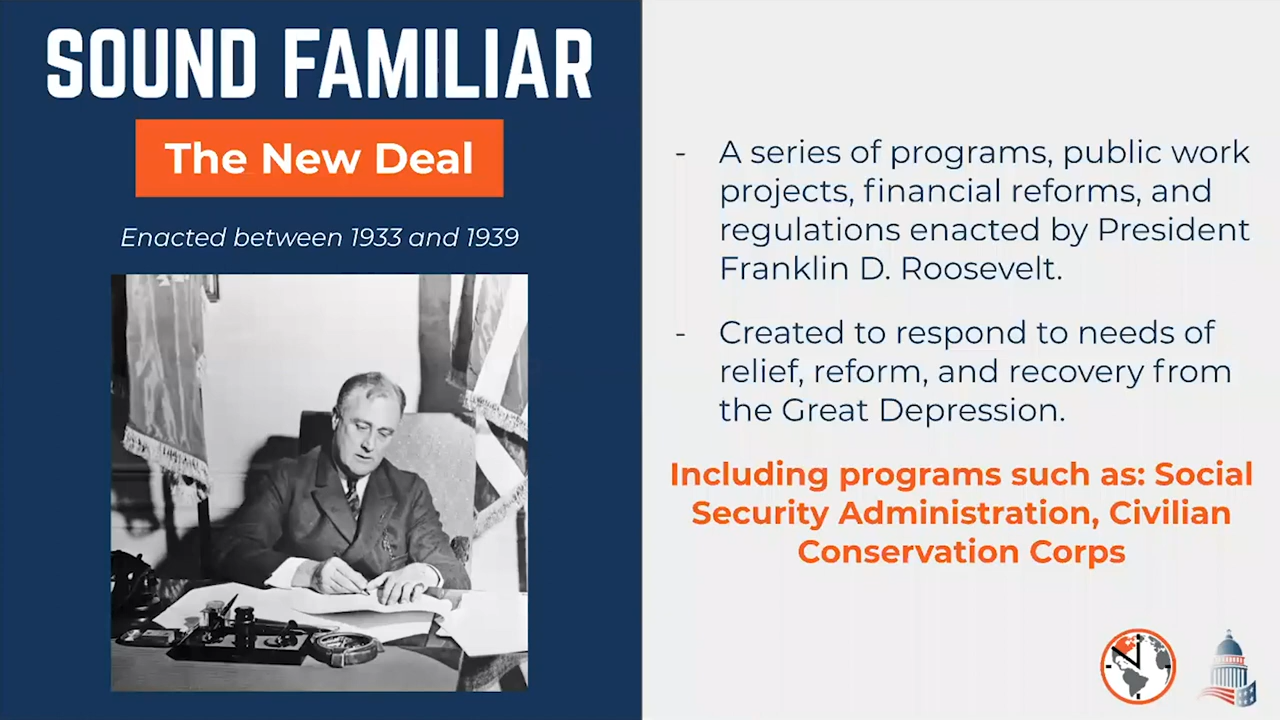 SOUND FAMILIAR
The New Deal
Enacted between 1933 and 1939
- A series of programs, public work
projects, financial reforms, and
regulations enacted by President
Franklin D. Roosevelt.
- Created to respond to needs of
relief, reform, and recovery from
the Great Depression.
Including programs such as: Social
Security Administration, Civilian
Conservation Corps